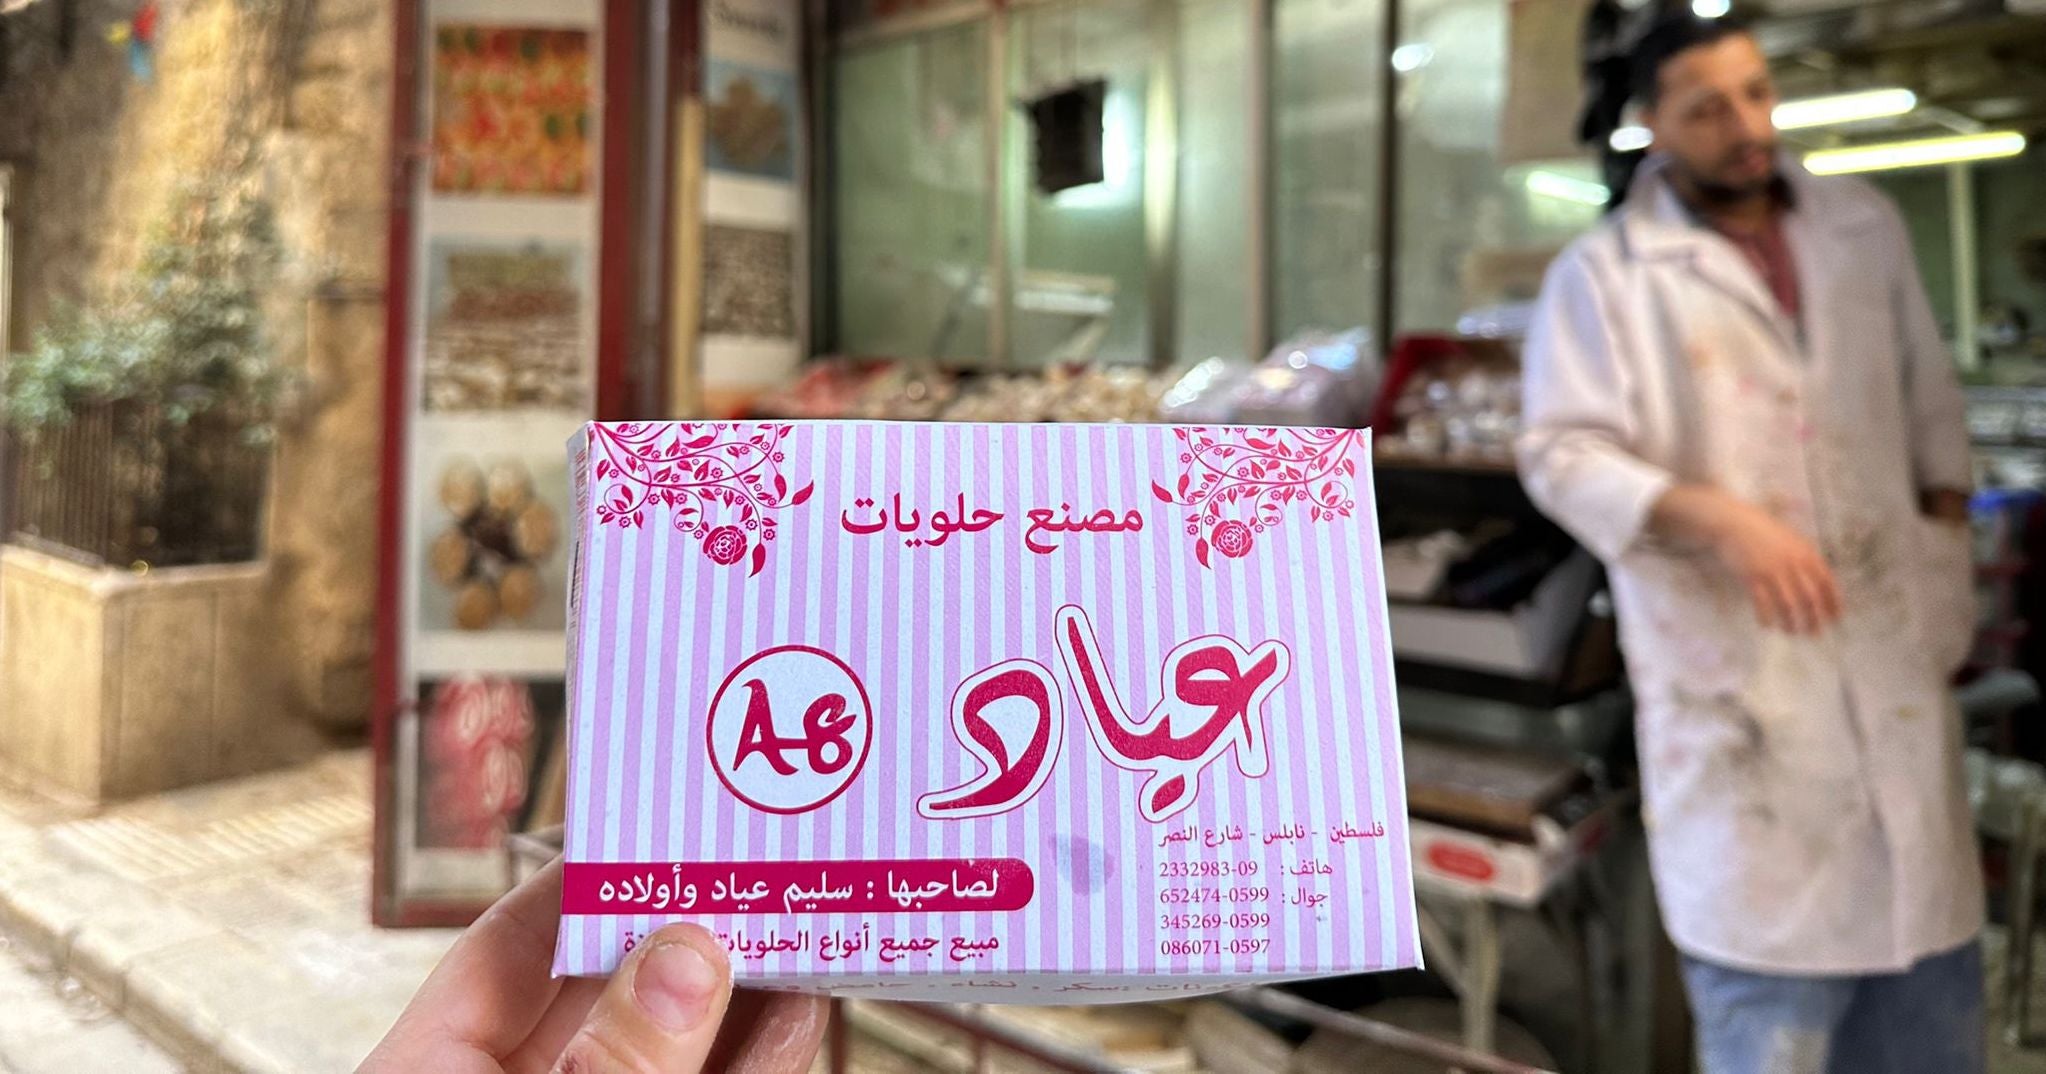 مصنع حلويات
عياد
لصاحبها : سليم عياد وأولاده
مبيع جميع أنواع الحلويات
فلسطين - نابلس - شارع النصر
هاتف : 2332983-09
جوال : 652474-0599
345269-0599
086071-0597